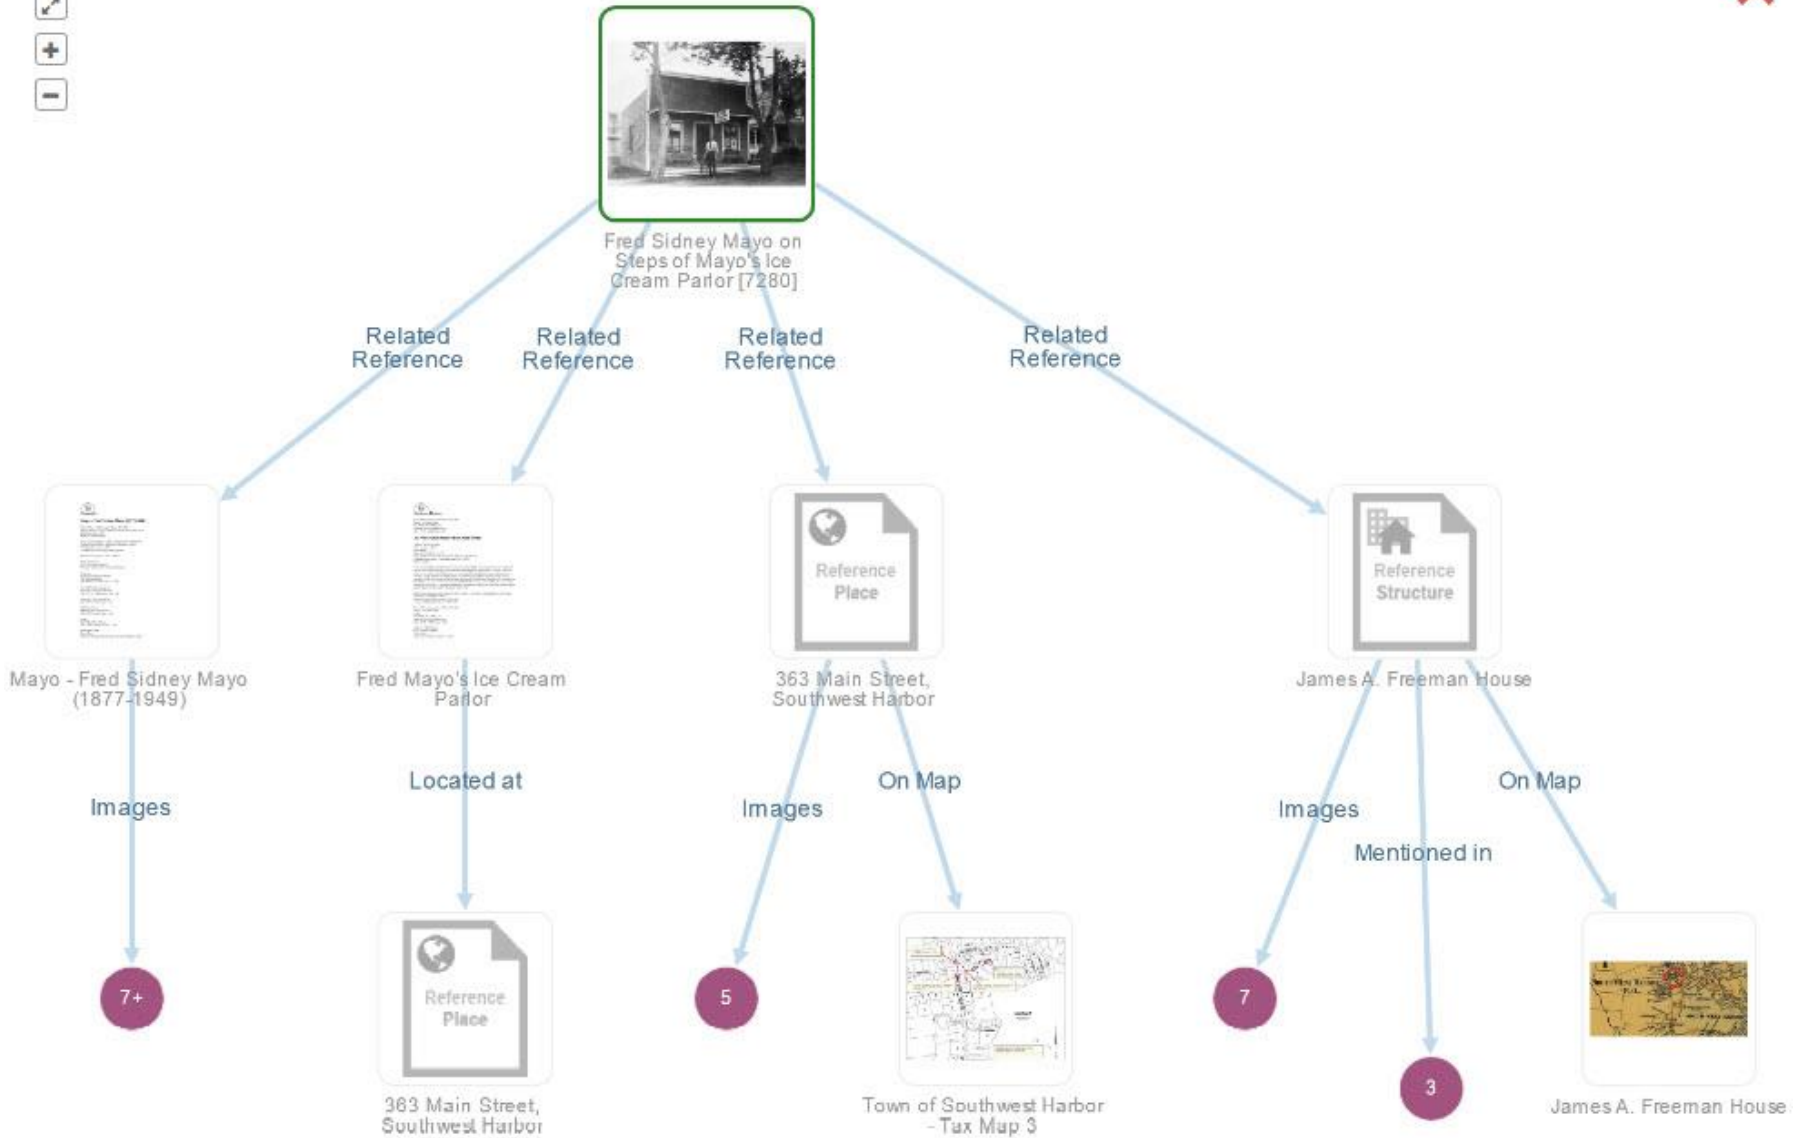 Fred Sidney Mayo on
Steps of Mayo's Ice
Cream Parlor [7280]
Related
Reference
Related
Reference
Related
Reference
Related
Reference
Reference
Place
Reference
Structure
Mayo - Fred Sidney Mayo
(1877-1949)
Fred Mayo's Ice Cream
Parlor
363 Main Street,
Southwest Harbor
James A. Freeman House
Images
Located at
Images
On Map
Images
Mentioned in
On Map
7+
Reference
Place
5
7
3
363 Main Street,
Southwest Harbor
Town of Southwest Harbor
- Tax Map 3
James A. Freeman House